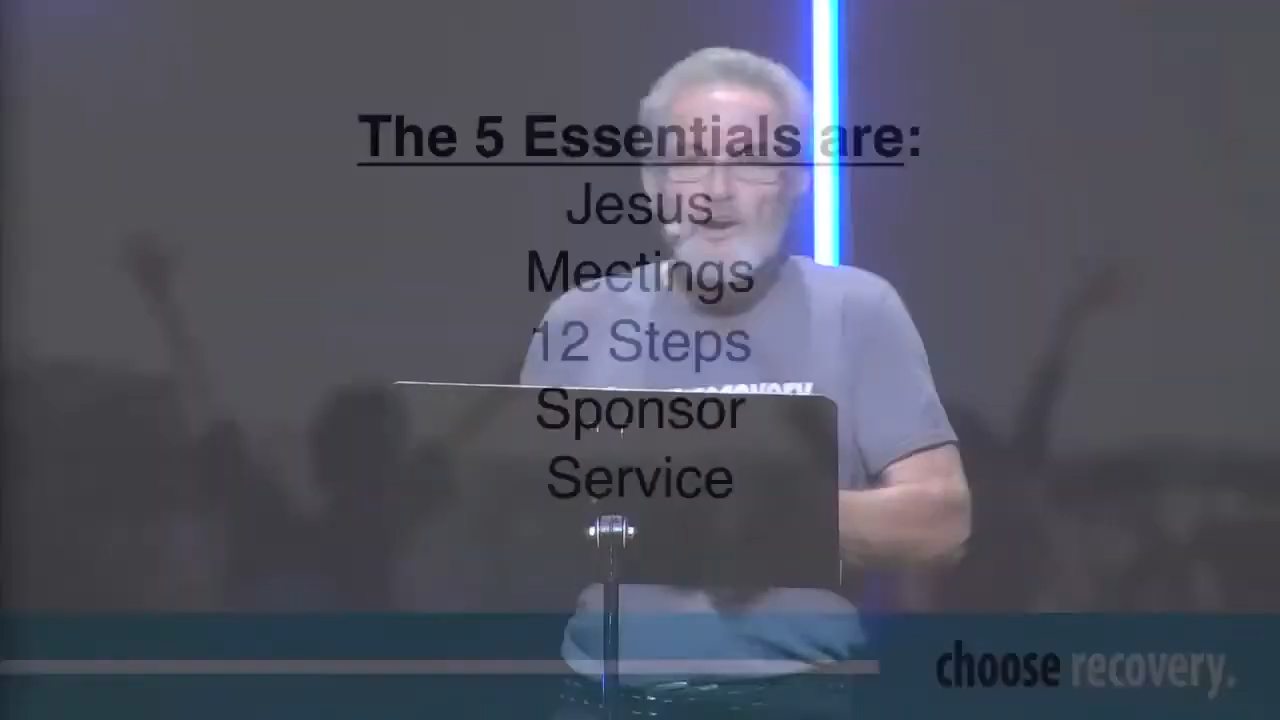 The 5 Essentials are:
Jesus
Meetings
12 Steps
Sponsor
Service
choose recovery.